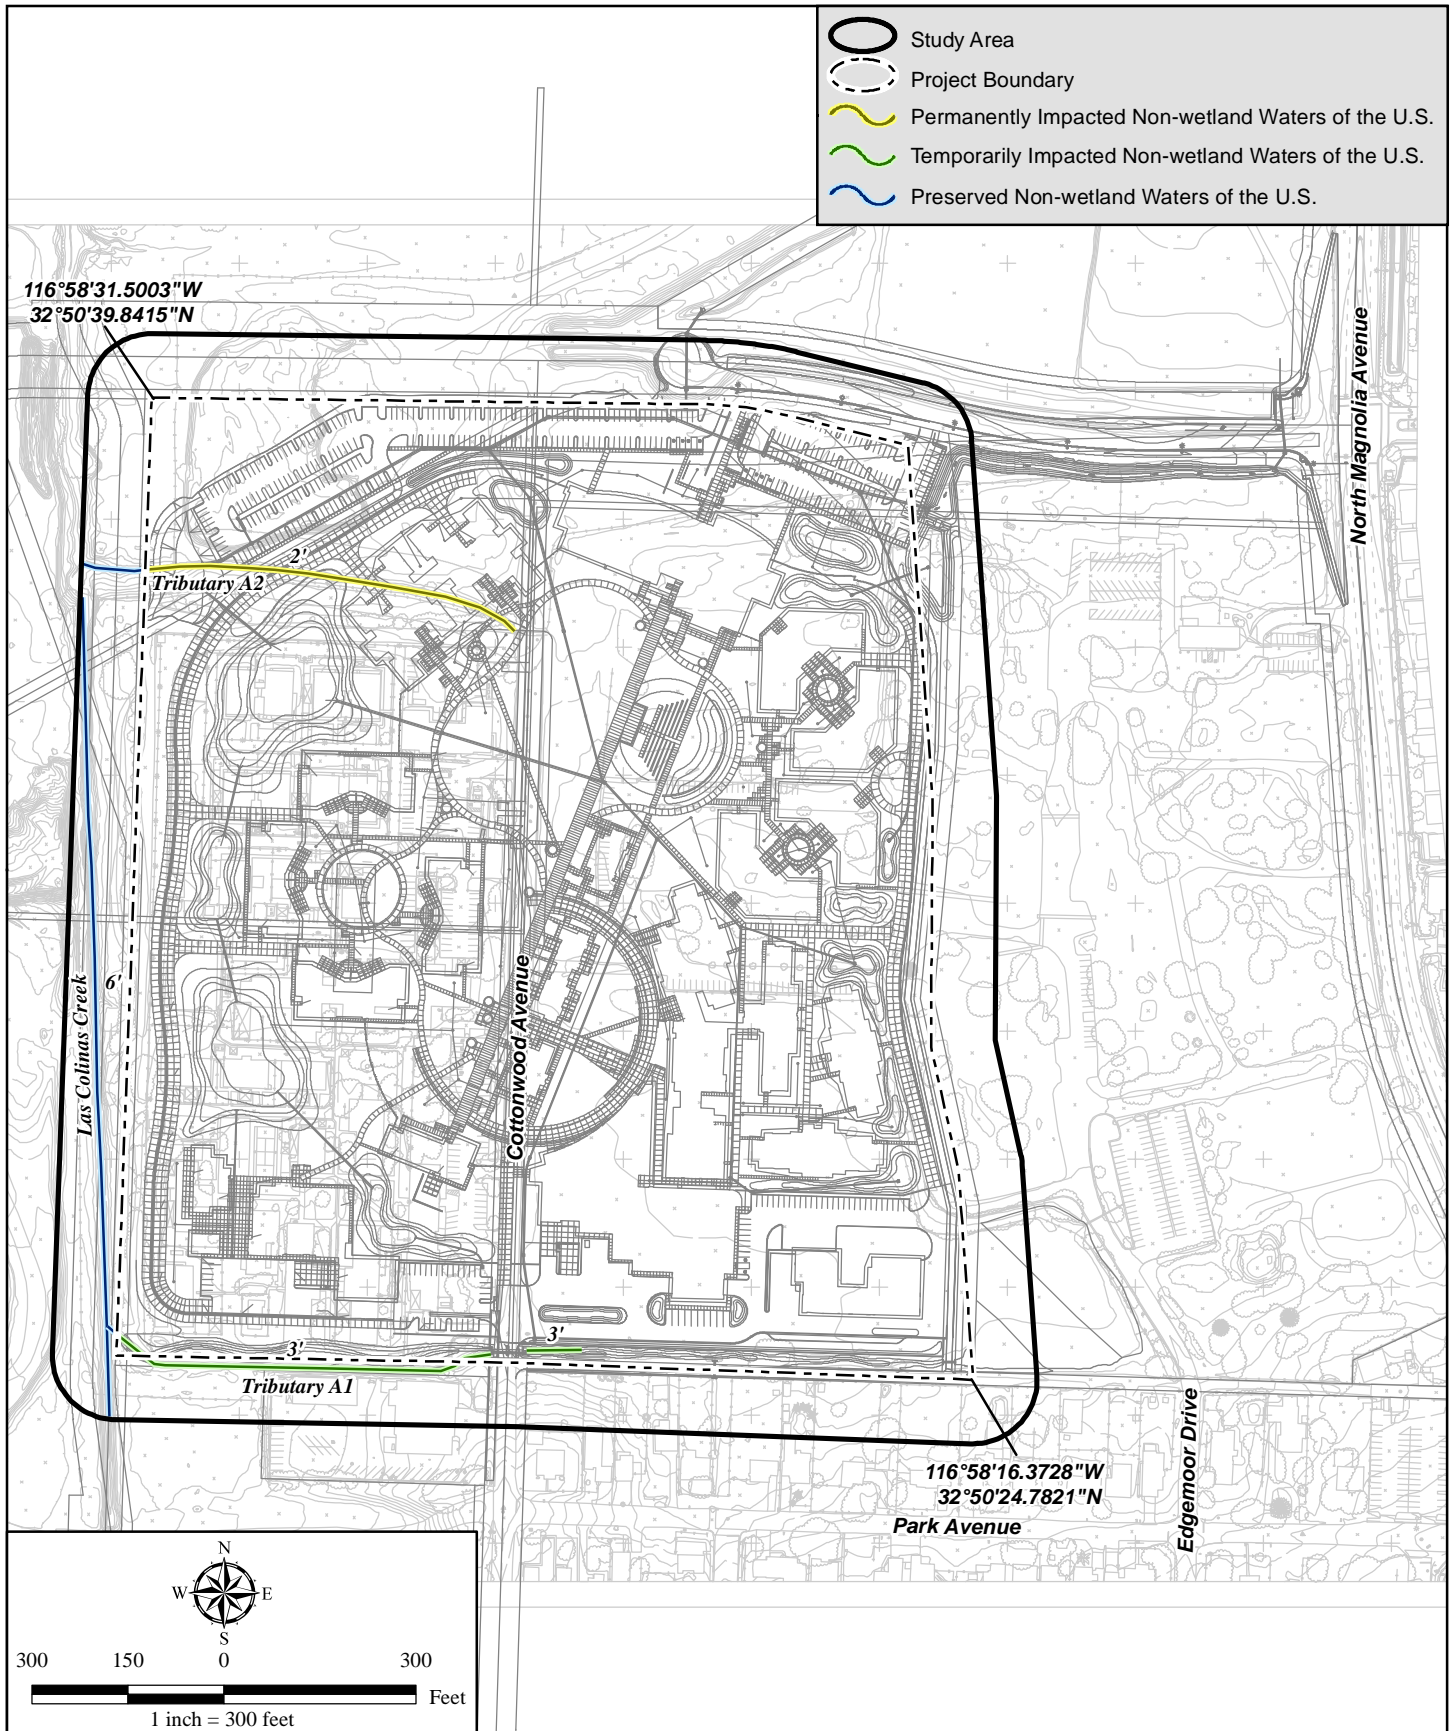 Study Area
Project Boundary
Permanently Impacted Non-wetland Waters of the U.S.
Temporarily Impacted Non-wetland Waters of the U.S.
Preserved Non-wetland Waters of the U.S.
116°58'31.5003"W
32°50'39.8415"N
North Magnolia Avenue
2'
Tributary A2
Las Colinas Creek
6'
Cottonwood Avenue
3'
3'
Tributary A1
116°58'16.3728"W
32°50'24.7821"N
Park Avenue
Edgemoor Drive
N
W
E
S
300 150 0 300
Feet
1 inch = 300 feet